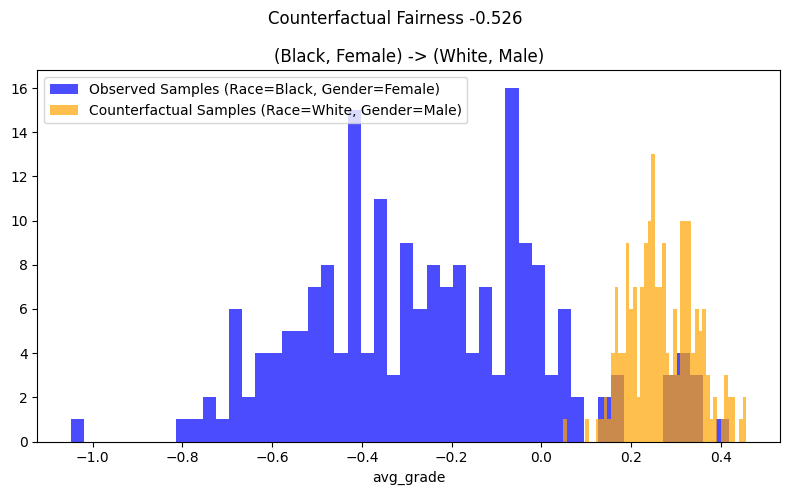 Counterfactual Fairness -0.526
(Black, Female) -> (White, Male)
Observed Samples (Race=Black, Gender=Female)
Counterfactual Samples (Race=White, Gender=Male)
16
14
12
10
8
6
4
2
0
−1.0 −0.8 −0.6 −0.4 −0.2 0.0 0.2 0.4
avg_grade